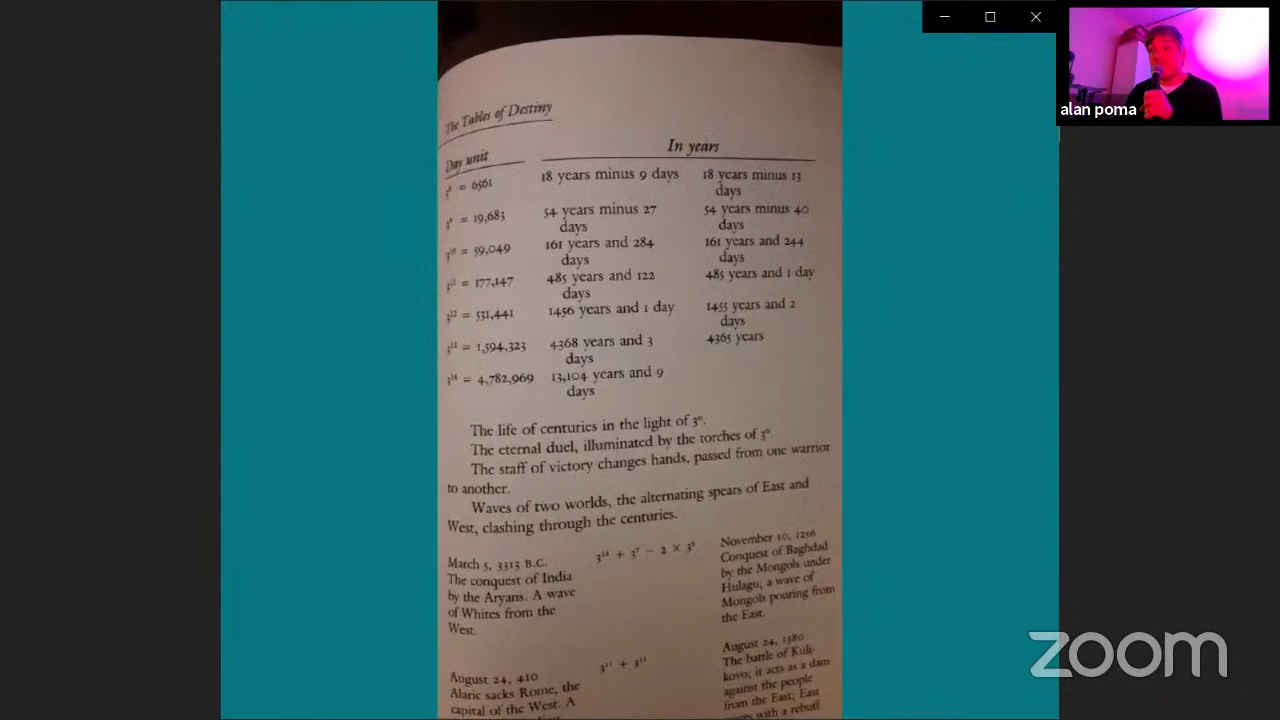 alan poma
The Tables of Destiny
Day unit
In years
3⁸ = 6561 18 years minus 9 days 18 years minus 13
days
3⁹ = 19,683 54 years minus 27 54 years minus 40
days days
3¹⁰ = 59,049 161 years and 284 161 years and 244
days days
3¹¹ = 177,147 485 years and 122 485 years and 1 day
days
3¹² = 531,441 1456 years and 1 day 1455 years and 2
days
3¹³ = 1,594,323 4368 years and 3 4365 years
days
3¹⁴ = 4,782,969 13,104 years and 9
days
The life of centuries in the light of 3ⁿ.
The eternal duel, illuminated by the torches of 3ⁿ.
The staff of victory changes hands, passed from one warrior
to another.
Waves of two worlds, the alternating spears of East and
West, clashing through the centuries.
March 5, 3313 B.C.
The conquest of India
by the Aryans. A wave
of Whites from the
West.
November 10, 1256
Conquest of Baghdad
by the Mongols under
Hulagu; a wave of
Mongols pouring from
the East.
August 24, 410
Alaric sacks Rome, the
capital of the West. A
3¹¹ + 3¹¹
August 24, 1380
The battle of Kuli-
kovo; it acts as a dam
against the people
from the East; East
with a rebuff
zoom